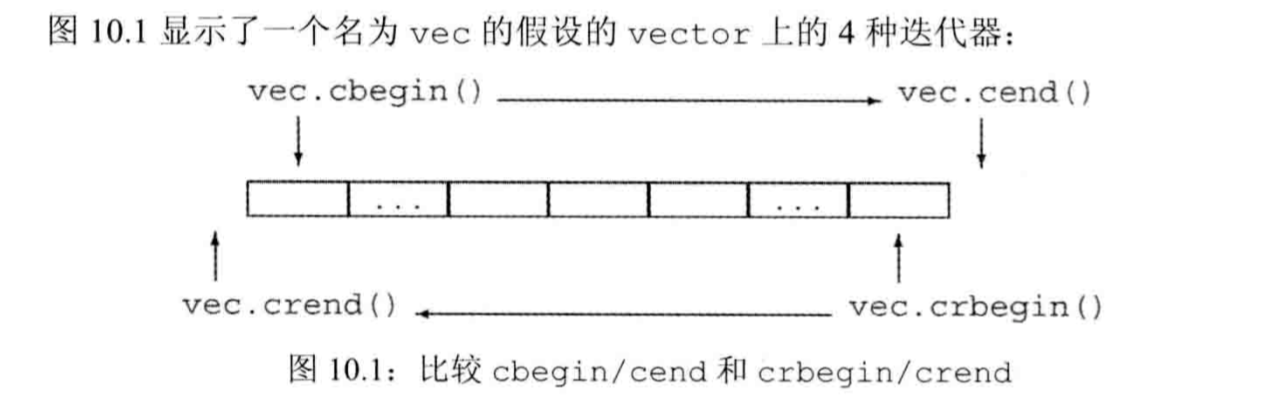 图 10.1 显示了一个名为 vec 的假设的 vector 上的 4 种迭代器：
vec.cbegin() vec.cend()
... ...
vec.crend() vec.crbegin()
图 10.1：比较 cbegin/cend 和 crbegin/crend